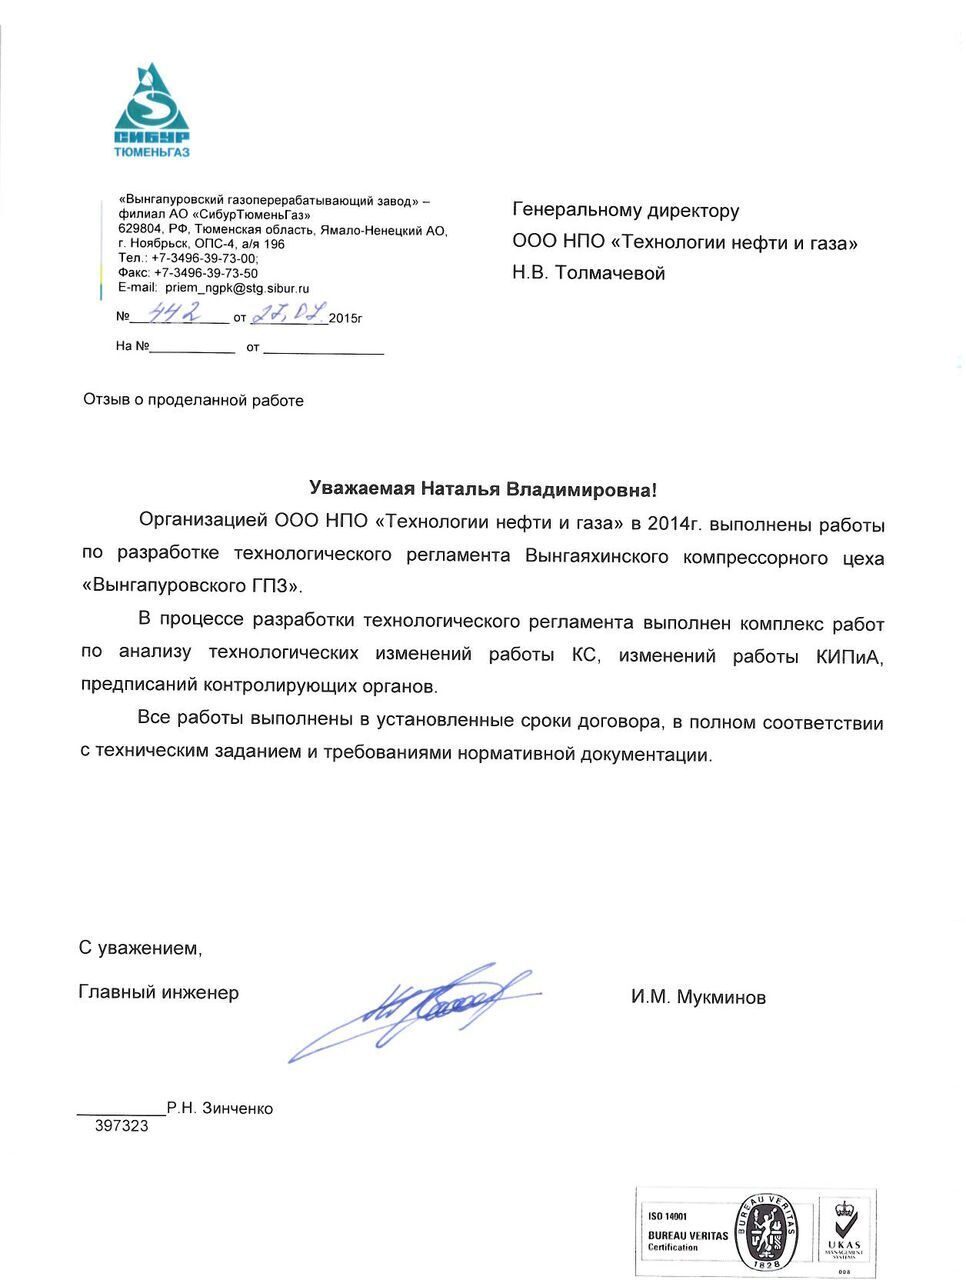 СИБУР
ТЮМЕНЬГАЗ
«Вынгапуровский газоперерабатывающий завод» –
филиал АО «СибурТюменьГаз»
629804, РФ, Тюменская область, Ямало-Ненецкий АО,
г. Ноябрьск, ОПС-4, а/я 196
Тел.: +7-3496-39-73-00;
Факс: +7-3496-39-73-50
E-mail: priem_ngpk@stg.sibur.ru
№ 442 от 27.07.2015г
На №____________ от _________________
Генеральному директору
ООО НПО «Технологии нефти и газа»
Н.В. Толмачевой
Отзыв о проделанной работе
Уважаемая Наталья Владимировна!
Организацией ООО НПО «Технологии нефти и газа» в 2014г. выполнены работы
по разработке технологического регламента Вынгаяхинского компрессорного цеха
«Вынгапуровского ГПЗ».
В процессе разработки технологического регламента выполнен комплекс работ
по анализу технологических изменений работы КС, изменений работы КИПиА,
предписаний контролирующих органов.
Все работы выполнены в установленные сроки договора, в полном соответствии
с техническим заданием и требованиями нормативной документации.
С уважением,
Главный инженер
И.М. Мукминов
__________Р.Н. Зинченко
397323
ISO 14001
BUREAU VERITAS
Certification
BUREAU VERITAS
1828
UKAS
MANAGEMENT
SYSTEMS
008